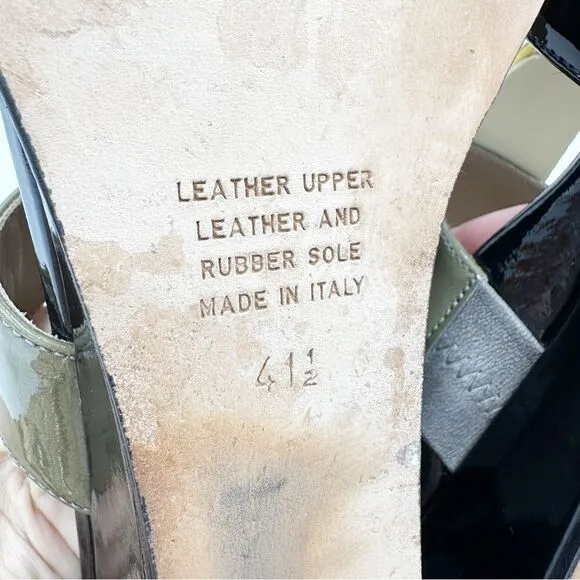 LEATHER UPPER
LEATHER AND
RUBBER SOLE
MADE IN ITALY
41½